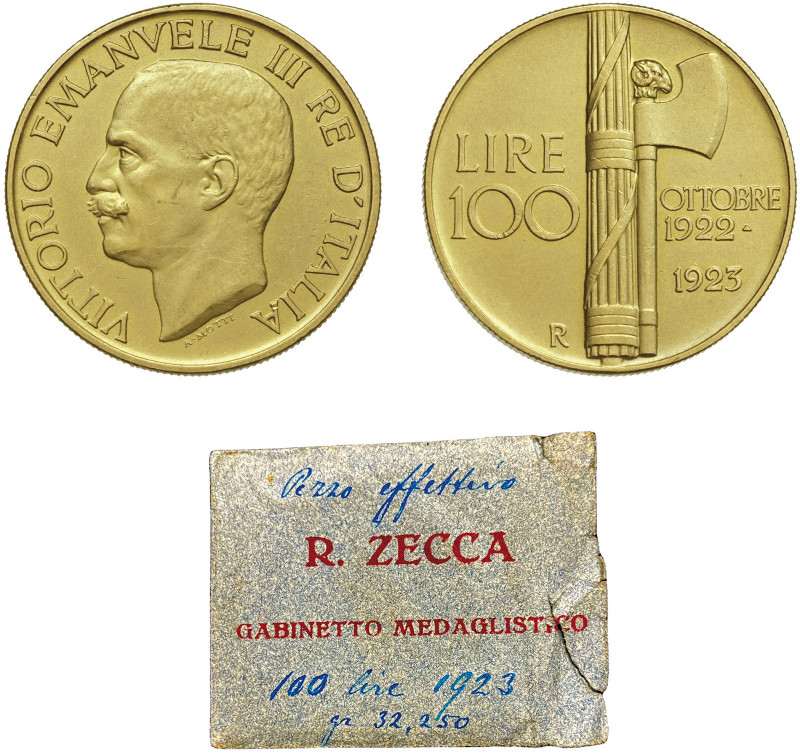 VITTORIO EMANVELE III RE D'ITALIA
A. MOTTI
LIRE
100
OTTOBRE
1922-
1923
R
Pezzo effettivo
R. ZECCA
GABINETTO MEDAGLISTICO
100 lire 1923
gr 32,250